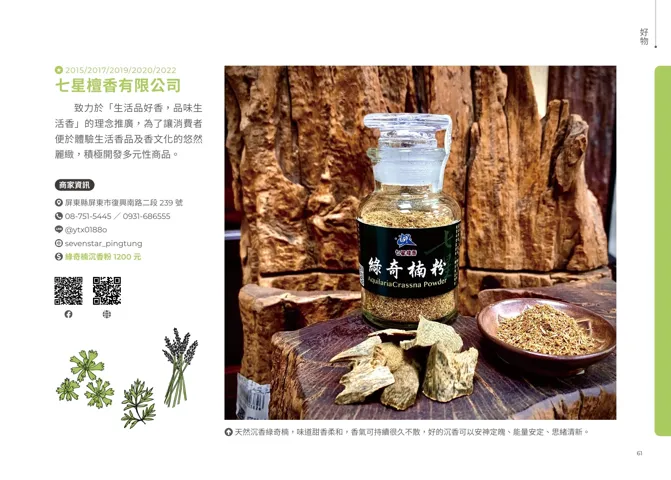 好物
2015/2017/2019/2020/2022
七星檀香有限公司
致力於「生活品好香，品味生
活香」的理念推廣，為了讓消費者
便於體驗生活香品及香文化的悠然
麗緻，積極開發多元性商品。
商家資訊
屏東縣屏東市復興南路二段 239 號
08-751-5445 ／ 0931-686555
@ytx0188o
sevenstar_pingtung
綠奇楠沉香粉 1200 元
七星檀香
綠奇楠粉
AquilariaCrassna Powder
天然沉香綠奇楠，味道甜香柔和，香氣可持續很久不散，好的沉香可以安神定魄、能量安定、思緒清新。
61